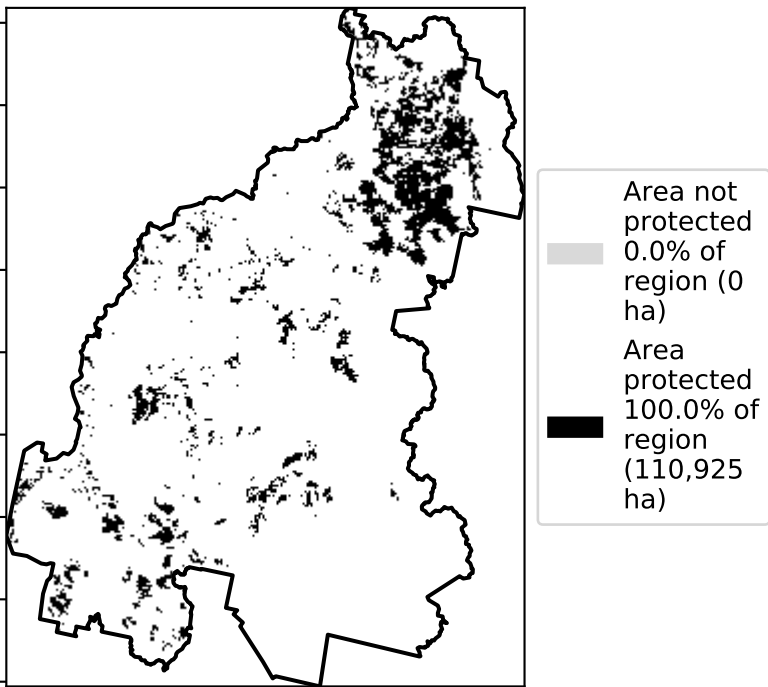 Area not
protected
0.0% of
region (0
ha)
Area
protected
100.0% of
region
(110,925
ha)